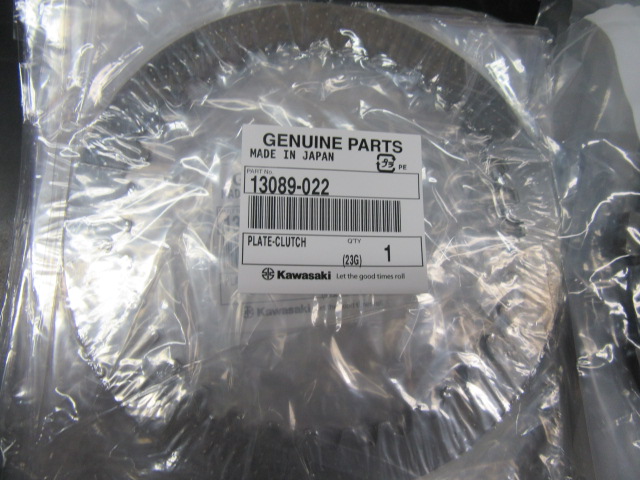 GENUINE PARTS
MADE IN JAPAN
PE
PART No.
13089-022
PLATE-CLUTCH
Q'TY
(23G)
1
Kawasaki
Let the good times roll
Kawasaki